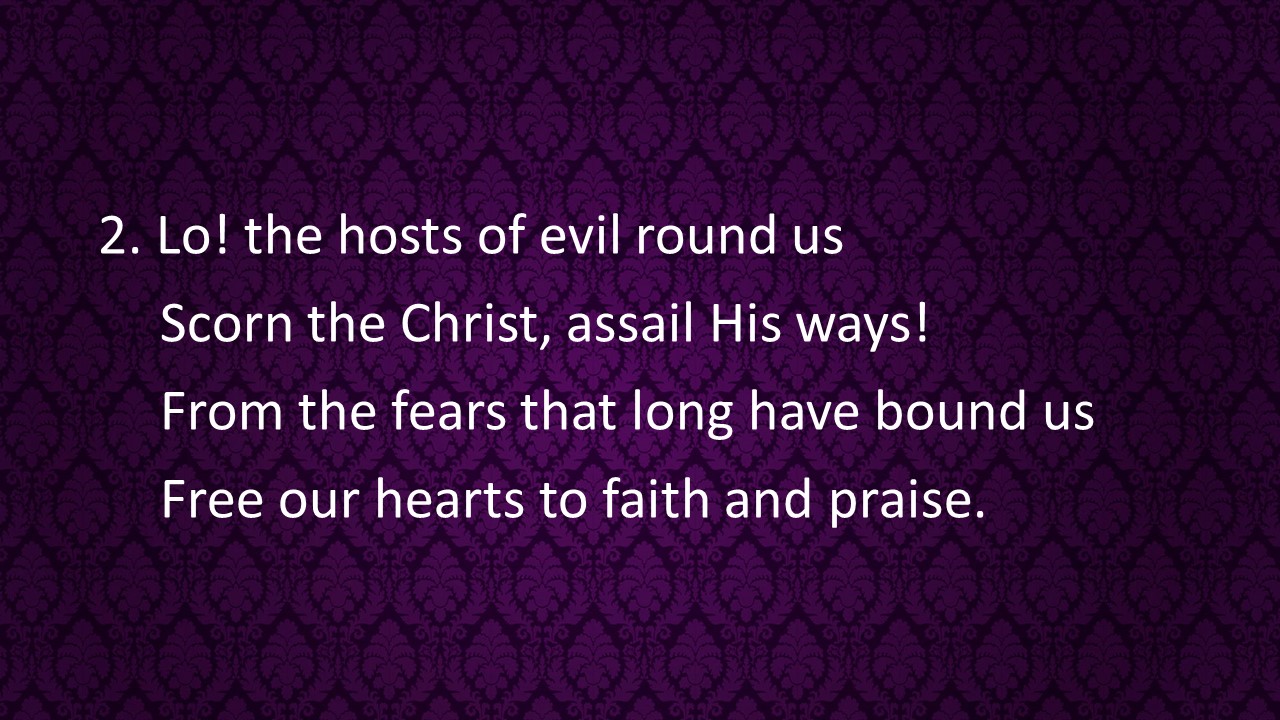 2. Lo! the hosts of evil round us
Scorn the Christ, assail His ways!
From the fears that long have bound us
Free our hearts to faith and praise.